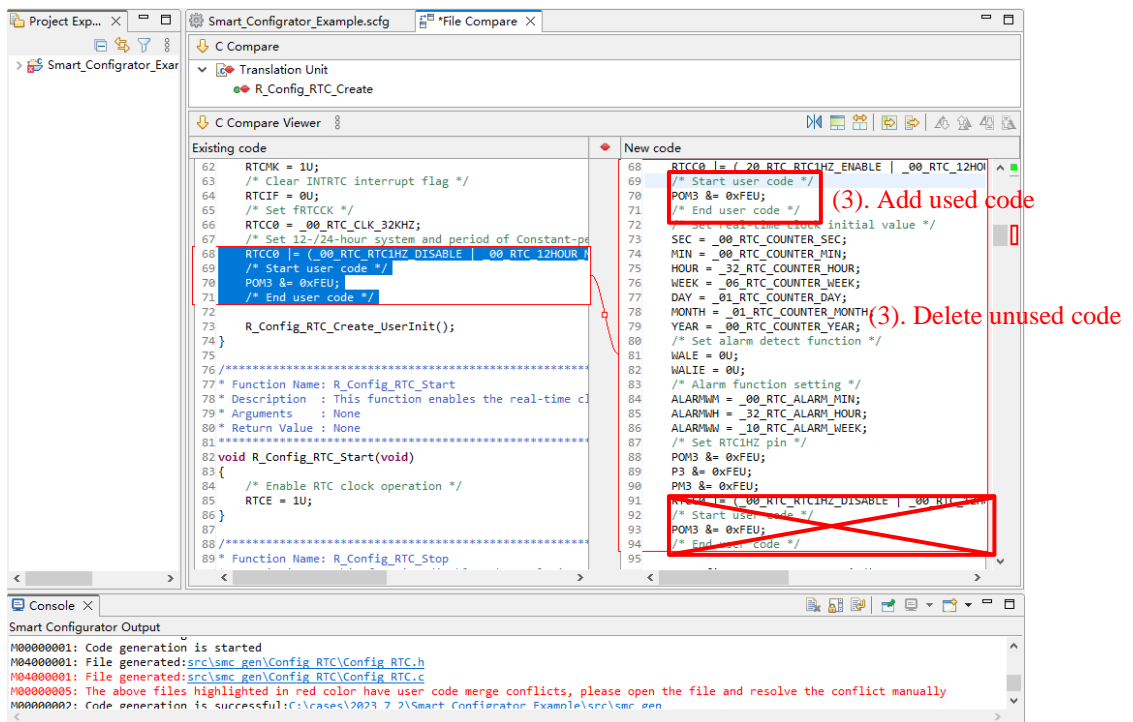 Project Exp...
Smart_Configrator_Example.scfg
*File Compare
Smart_Configrator_Exar
C Compare
Translation Unit
R_Config_RTC_Create
C Compare Viewer
Existing code
New code
62 RTCMK = 1U;
63 /* Clear INTRTC interrupt flag */
64 RTCIF = 0U;
65 /* Set fRTCCK */
66 RTCC0 = _00_RTC_CLK_32KHZ;
67 /* Set 12-/24-hour system and period of Constant-pe
68 RTCC0 |= (_00_RTC_RTC1HZ_DISABLE | _00_RTC_12HOUR_
69 /* Start user code */
70 POM3 &= 0xFEU;
71 /* End user code */
72
73 R_Config_RTC_Create_UserInit();
74 }
75
76 /******************************************************
77 * Function Name: R_Config_RTC_Start
78 * Description : This function enables the real-time cl
79 * Arguments : None
80 * Return Value : None
81 ******************************************************
82 void R_Config_RTC_Start(void)
83 {
84 /* Enable RTC clock operation */
85 RTCE = 1U;
86 }
87
88 /******************************************************
89 * Function Name: R_Config_RTC_Stop
68 RTCC0 |= (_20_RTC_RTC1HZ_ENABLE | _00_RTC_12HOU
69 /* Start user code */
70 POM3 &= 0xFEU;
71 /* End user code */
72 /* Set real-time clock initial value */
73 SEC = _00_RTC_COUNTER_SEC;
74 MIN = _00_RTC_COUNTER_MIN;
75 HOUR = _32_RTC_COUNTER_HOUR;
76 WEEK = _06_RTC_COUNTER_WEEK;
77 DAY = _01_RTC_COUNTER_DAY;
78 MONTH = _01_RTC_COUNTER_MONTH;
79 YEAR = _00_RTC_COUNTER_YEAR;
80 /* Set alarm detect function */
81 WALE = 0U;
82 WALIE = 0U;
83 /* Alarm function setting */
84 ALARMWM = _00_RTC_ALARM_MIN;
85 ALARMWH = _32_RTC_ALARM_HOUR;
86 ALARMWW = _10_RTC_ALARM_WEEK;
87 /* Set RTC1HZ pin */
88 POM3 &= 0xFEU;
89 P3 &= 0xFEU;
90 PM3 &= 0xFEU;
91 RTCC0 |= (_00_RTC_RTC1HZ_DISABLE | _00_RTC_12H
92 /* Start user code */
93 POM3 &= 0xFEU;
94 /* End user code */
95
(3). Add used code
(3). Delete unused code
Console
Smart Configurator Output
M00000001: Code generation is started
M04000001: File generated:src\smc_gen\Config_RTC\Config_RTC.h
M04000001: File generated:src\smc_gen\Config_RTC\Config_RTC.c
M00000005: The above files highlighted in red color have user code merge conflicts, please open the file and resolve the conflict manually
M00000002: Code generation is successful:C:\cases\2023_7_2\Smart_Configrator_Example\src\smc_gen